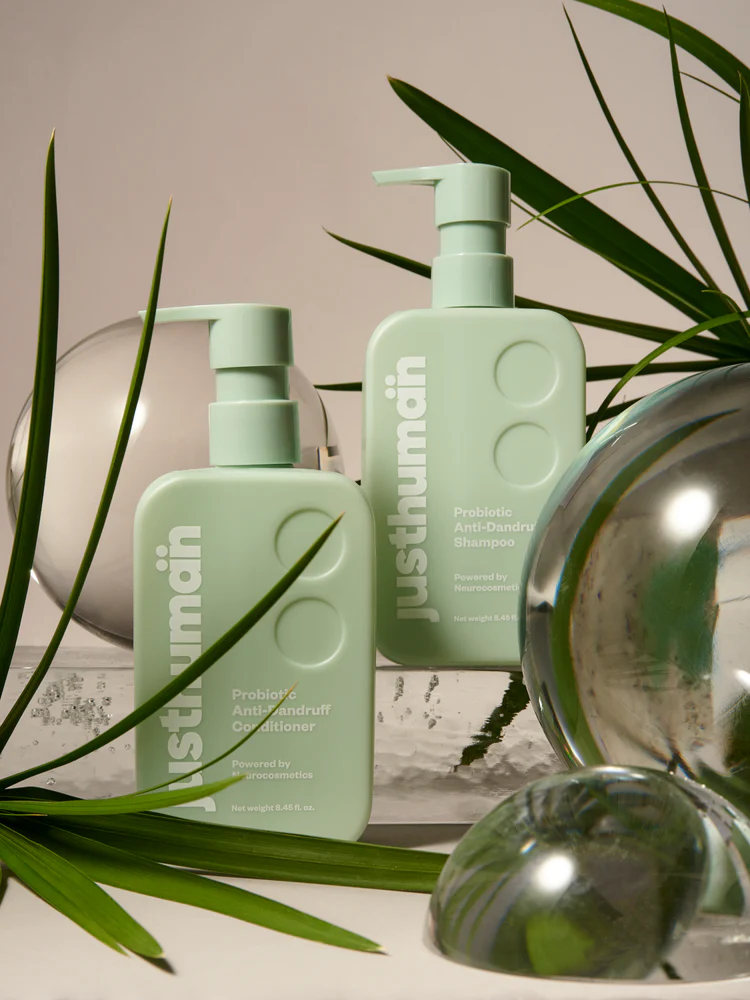 justhumän
Probiotic
Anti-Dandruff
Conditioner
Powered by
Neurocosmetics
Net weight 8.45 fl. oz.
justhumän
Probiotic
Anti-Dandru
Shampoo
Powered by
Neurocosmetic
Net weight 8.45 fl.